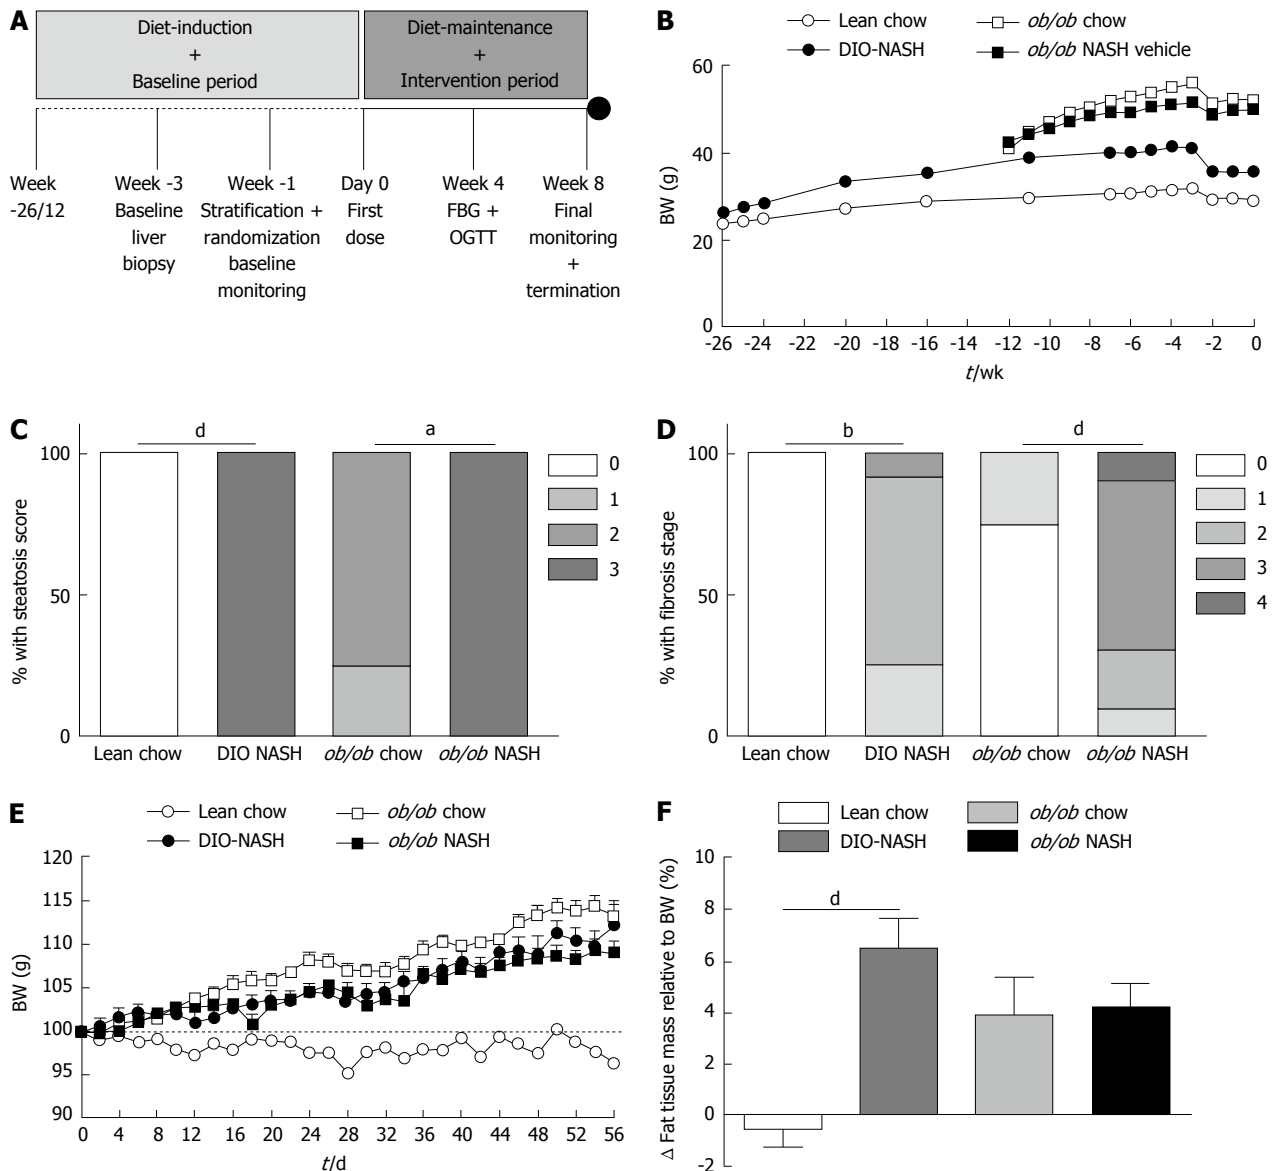 A
Diet-induction
+
Baseline period
Diet-maintenance
+
Intervention period
Week
-26/12
Week -3
Baseline
liver
biopsy
Week -1
Stratification +
randomization
baseline
monitoring
Day 0
First
dose
Week 4
FBG +
OGTT
Week 8
Final
monitoring
+
termination
B
Lean chow
DIO-NASH
ob/ob chow
ob/ob NASH vehicle
BW (g)
60
40
20
0
-26 -24 -22 -20 -18 -16 -14 -12 -10 -8 -6 -4 -2 0
t/wk
C
d
a
% with steatosis score
100
50
0
Lean chow DIO NASH ob/ob chow ob/ob NASH
0
1
2
3
D
b
d
% with fibrosis stage
100
50
0
Lean chow DIO NASH ob/ob chow ob/ob NASH
0
1
2
3
4
E
Lean chow
DIO-NASH
ob/ob chow
ob/ob NASH
BW (g)
120
115
110
105
100
95
90
0 4 8 12 16 20 24 28 32 36 40 44 48 52 56
t/d
F
Lean chow
DIO-NASH
ob/ob chow
ob/ob NASH
Δ Fat tissue mass relative to BW (%)
10
8
6
4
2
0
-2
d